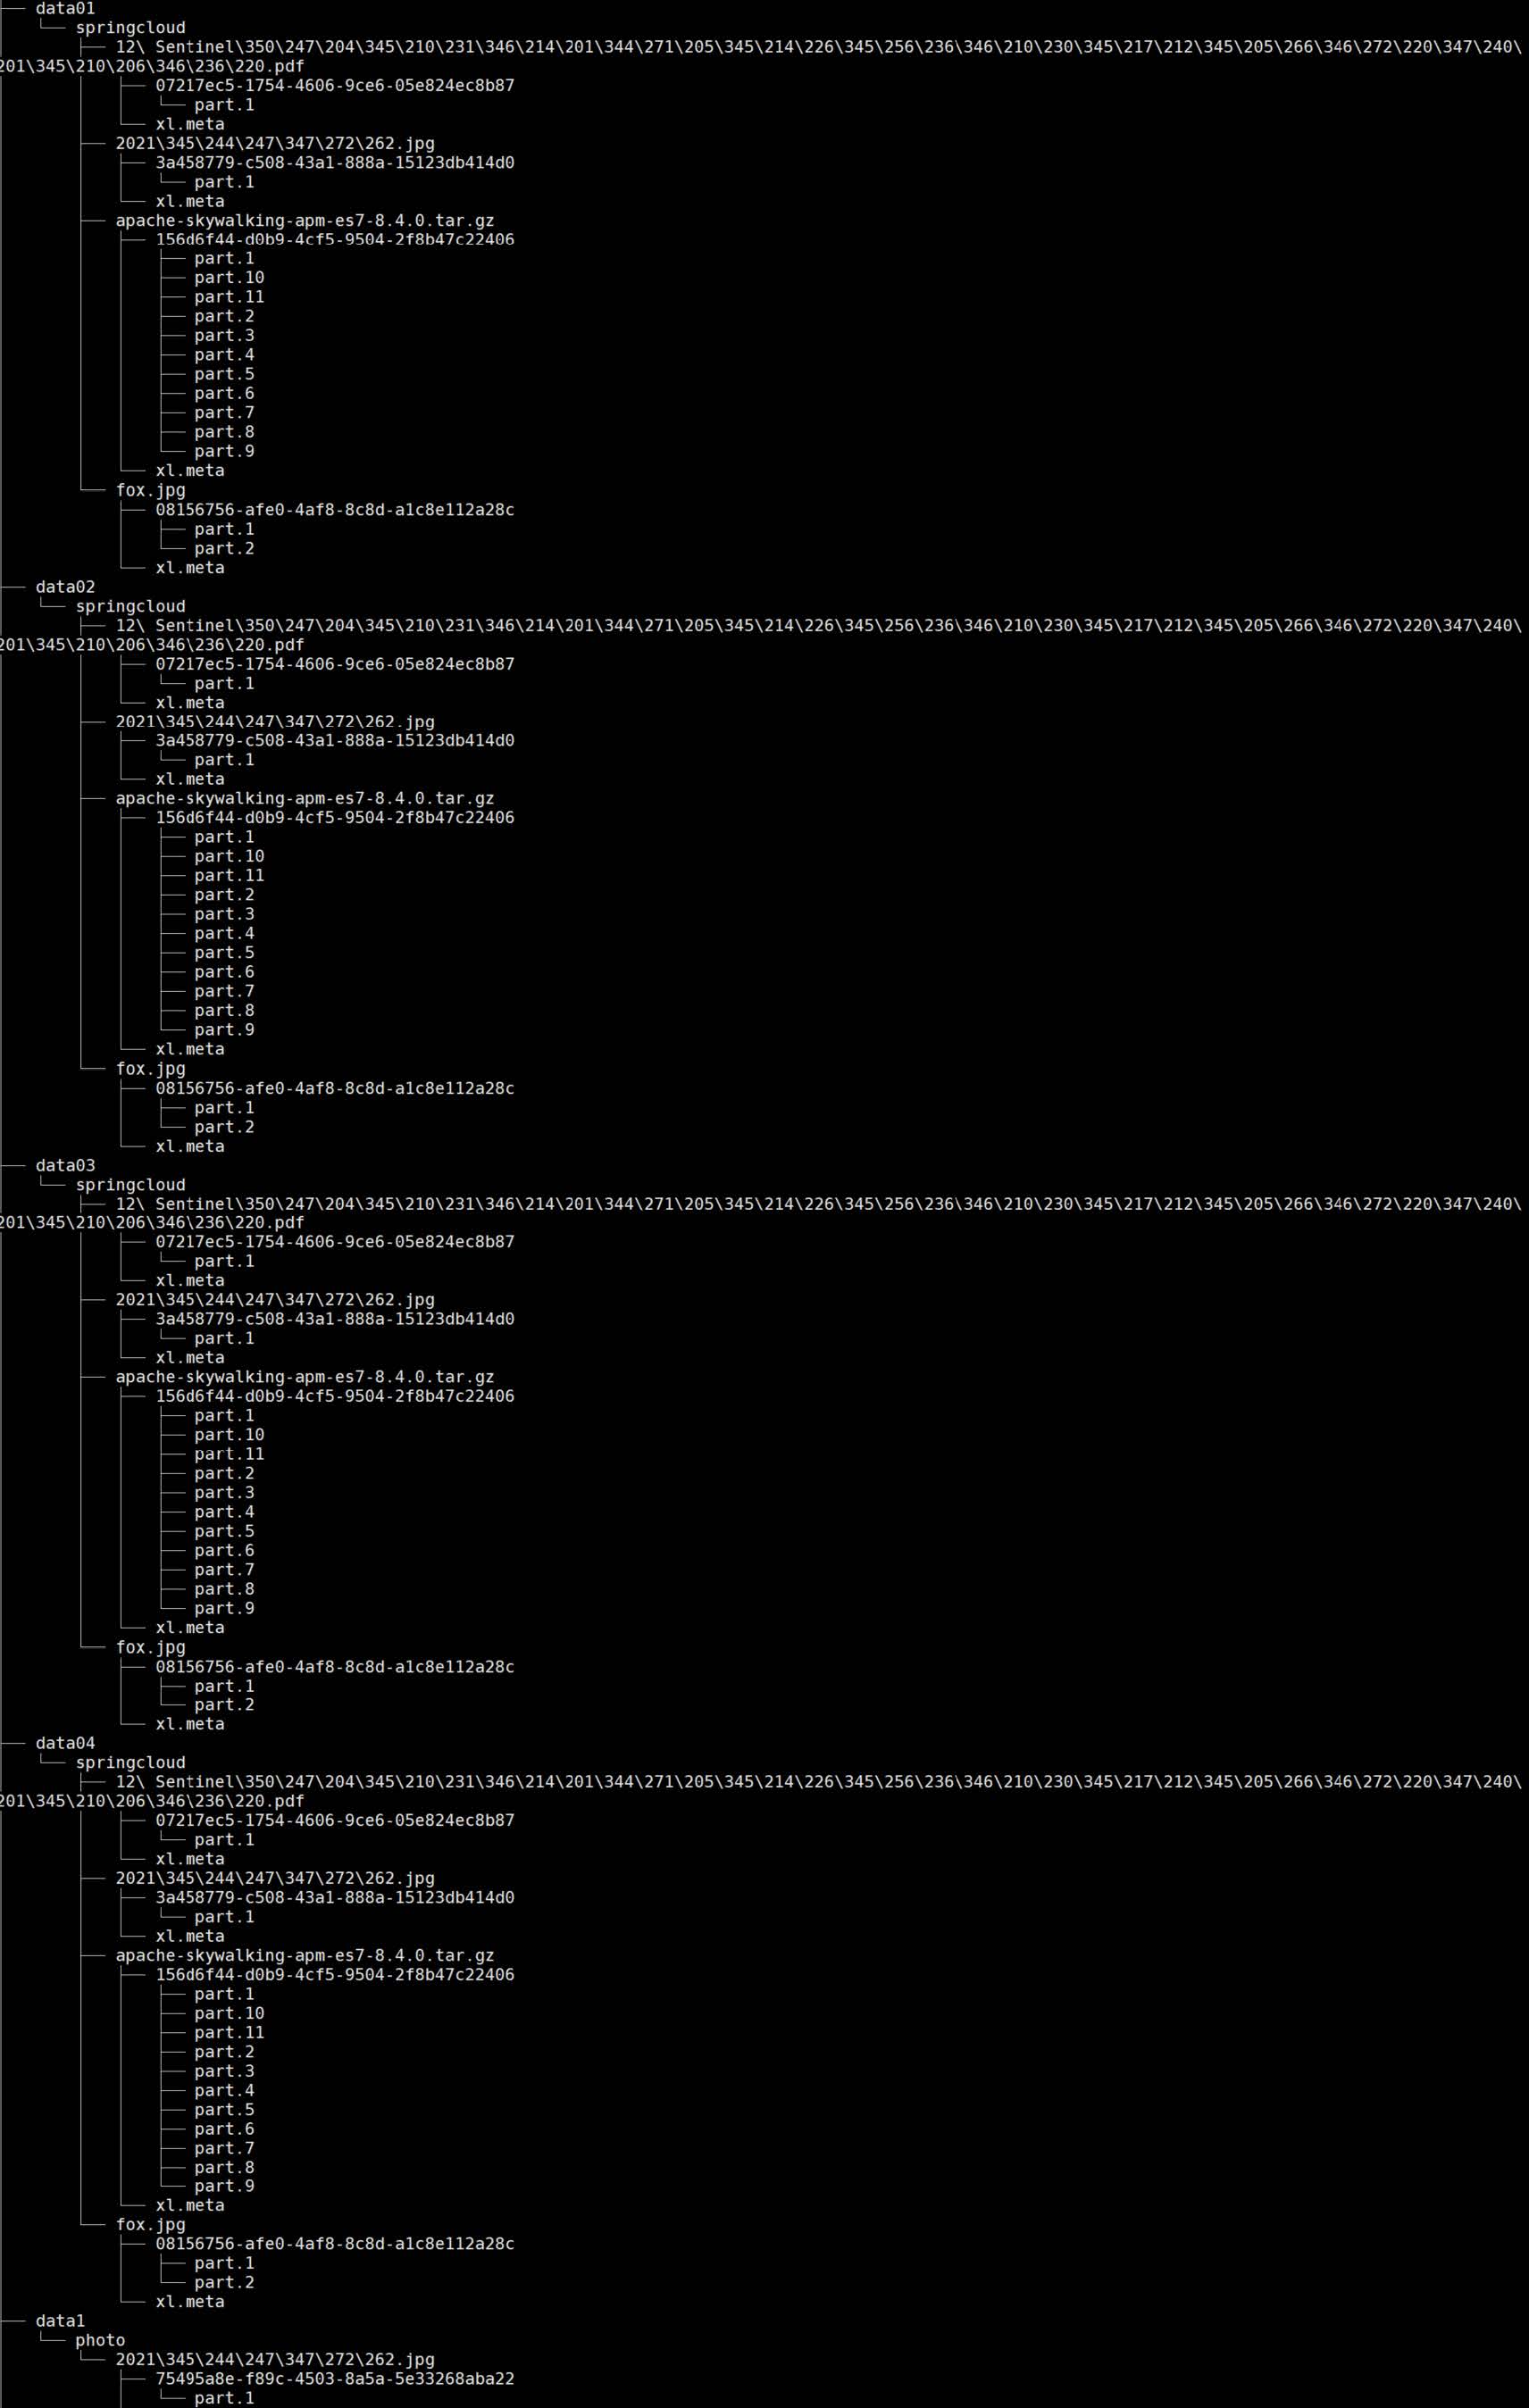 ├── data01
│   └── springcloud
│       ├── 12\ Sentinel\350\247\204\345\210\231\346\214\201\344\271\205\345\214\226\345\256\236\346\210\230\345\217\212\345\205\266\346\272\220\347\240\
201\345\210\206\346\236\220.pdf
│       │   ├── 07217ec5-1754-4606-9ce6-05e824ec8b87
│       │   │   └── part.1
│       │   └── xl.meta
│       ├── 2021\345\244\247\347\272\262.jpg
│       │   ├── 3a458779-c508-43a1-888a-15123db414d0
│       │   │   └── part.1
│       │   └── xl.meta
│       ├── apache-skywalking-apm-es7-8.4.0.tar.gz
│       │   ├── 156d6f44-d0b9-4cf5-9504-2f8b47c22406
│       │   │   ├── part.1
│       │   │   ├── part.10
│       │   │   ├── part.11
│       │   │   ├── part.2
│       │   │   ├── part.3
│       │   │   ├── part.4
│       │   │   ├── part.5
│       │   │   ├── part.6
│       │   │   ├── part.7
│       │   │   ├── part.8
│       │   │   └── part.9
│       │   └── xl.meta
│       └── fox.jpg
│           ├── 08156756-afe0-4af8-8c8d-a1c8e112a28c
│           │   ├── part.1
│           │   └── part.2
│           └── xl.meta
├── data02
│   └── springcloud
│       ├── 12\ Sentinel\350\247\204\345\210\231\346\214\201\344\271\205\345\214\226\345\256\236\346\210\230\345\217\212\345\205\266\346\272\220\347\240\
201\345\210\206\346\236\220.pdf
│       │   ├── 07217ec5-1754-4606-9ce6-05e824ec8b87
│       │   │   └── part.1
│       │   └── xl.meta
│       ├── 2021\345\244\247\347\272\262.jpg
│       │   ├── 3a458779-c508-43a1-888a-15123db414d0
│       │   │   └── part.1
│       │   └── xl.meta
│       ├── apache-skywalking-apm-es7-8.4.0.tar.gz
│       │   ├── 156d6f44-d0b9-4cf5-9504-2f8b47c22406
│       │   │   ├── part.1
│       │   │   ├── part.10
│       │   │   ├── part.11
│       │   │   ├── part.2
│       │   │   ├── part.3
│       │   │   ├── part.4
│       │   │   ├── part.5
│       │   │   ├── part.6
│       │   │   ├── part.7
│       │   │   ├── part.8
│       │   │   └── part.9
│       │   └── xl.meta
│       └── fox.jpg
│           ├── 08156756-afe0-4af8-8c8d-a1c8e112a28c
│           │   ├── part.1
│           │   └── part.2
│           └── xl.meta
├── data03
│   └── springcloud
│       ├── 12\ Sentinel\350\247\204\345\210\231\346\214\201\344\271\205\345\214\226\345\256\236\346\210\230\345\217\212\345\205\266\346\272\220\347\240\
201\345\210\206\346\236\220.pdf
│       │   ├── 07217ec5-1754-4606-9ce6-05e824ec8b87
│       │   │   └── part.1
│       │   └── xl.meta
│       ├── 2021\345\244\247\347\272\262.jpg
│       │   ├── 3a458779-c508-43a1-888a-15123db414d0
│       │   │   └── part.1
│       │   └── xl.meta
│       ├── apache-skywalking-apm-es7-8.4.0.tar.gz
│       │   ├── 156d6f44-d0b9-4cf5-9504-2f8b47c22406
│       │   │   ├── part.1
│       │   │   ├── part.10
│       │   │   ├── part.11
│       │   │   ├── part.2
│       │   │   ├── part.3
│       │   │   ├── part.4
│       │   │   ├── part.5
│       │   │   ├── part.6
│       │   │   ├── part.7
│       │   │   ├── part.8
│       │   │   └── part.9
│       │   └── xl.meta
│       └── fox.jpg
│           ├── 08156756-afe0-4af8-8c8d-a1c8e112a28c
│           │   ├── part.1
│           │   └── part.2
│           └── xl.meta
├── data04
│   └── springcloud
│       ├── 12\ Sentinel\350\247\204\345\210\231\346\214\201\344\271\205\345\214\226\345\256\236\346\210\230\345\217\212\345\205\266\346\272\220\347\240\
201\345\210\206\346\236\220.pdf
│       │   ├── 07217ec5-1754-4606-9ce6-05e824ec8b87
│       │   │   └── part.1
│       │   └── xl.meta
│       ├── 2021\345\244\247\347\272\262.jpg
│       │   ├── 3a458779-c508-43a1-888a-15123db414d0
│       │   │   └── part.1
│       │   └── xl.meta
│       ├── apache-skywalking-apm-es7-8.4.0.tar.gz
│       │   ├── 156d6f44-d0b9-4cf5-9504-2f8b47c22406
│       │   │   ├── part.1
│       │   │   ├── part.10
│       │   │   ├── part.11
│       │   │   ├── part.2
│       │   │   ├── part.3
│       │   │   ├── part.4
│       │   │   ├── part.5
│       │   │   ├── part.6
│       │   │   ├── part.7
│       │   │   ├── part.8
│       │   │   └── part.9
│       │   └── xl.meta
│       └── fox.jpg
│           ├── 08156756-afe0-4af8-8c8d-a1c8e112a28c
│           │   ├── part.1
│           │   └── part.2
│           └── xl.meta
├── data1
│   └── photo
│       └── 2021\345\244\247\347\272\262.jpg
│           ├── 75495a8e-f89c-4503-8a5a-5e33268aba22
│           │   └── part.1